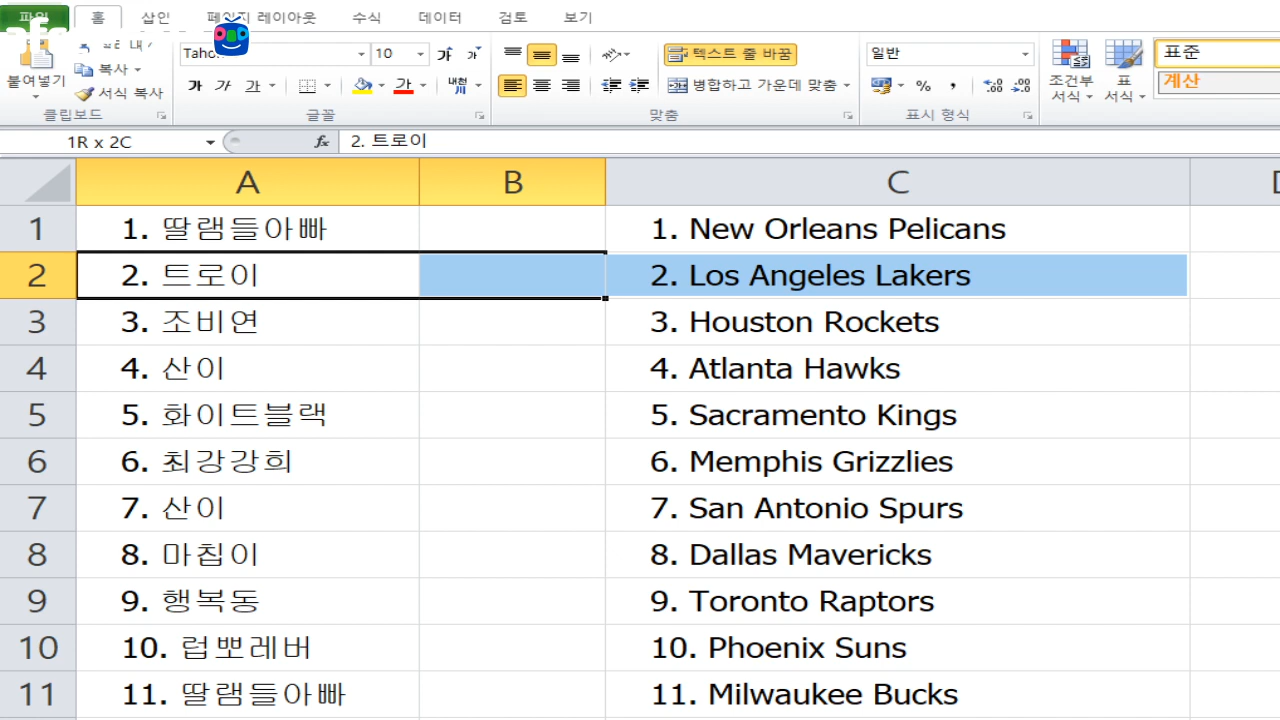 파일 홈 삽인 페이지 레이아웃 수식 데이터 검토 보기
Taho 10 가 가 텍스트 줄 바꿈 일반 표준
붙여넣기 복사 조건부 서식 표 서식 계산
서식 복사 가 가 가 가 내천 병합하고 가운데 맞춤 % ,
클립보드 글꼴 맞춤 표시 형식
1R x 2C fx 2. 트로이
A B C
1 1. 딸램들아빠 1. New Orleans Pelicans
2 2. 트로이 2. Los Angeles Lakers
3 3. 조비연 3. Houston Rockets
4 4. 산이 4. Atlanta Hawks
5 5. 화이트블랙 5. Sacramento Kings
6 6. 최강강희 6. Memphis Grizzlies
7 7. 산이 7. San Antonio Spurs
8 8. 마칩이 8. Dallas Mavericks
9 9. 행복동 9. Toronto Raptors
10 10. 럽뽀레버 10. Phoenix Suns
11 11. 딸램들아빠 11. Milwaukee Bucks